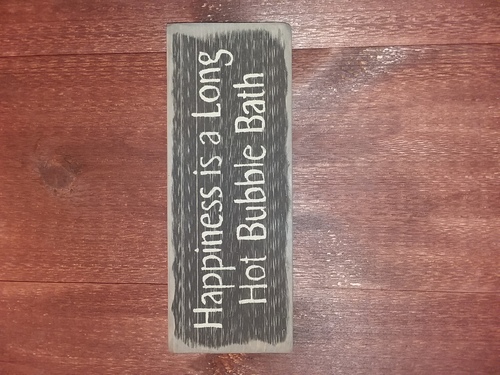 Happiness is a Long
Hot Bubble Bath